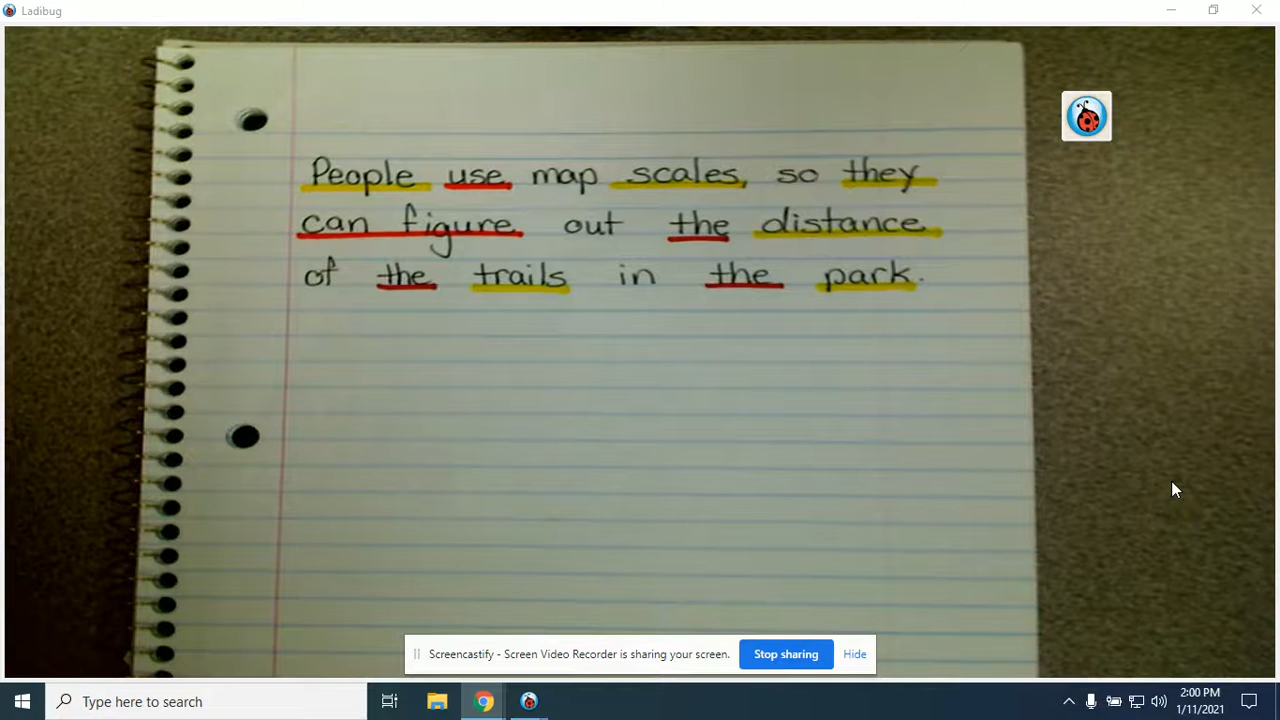 Ladibug
People use map scales, so they
can figure out the distance
of the trails in the park.
Screencastify - Screen Video Recorder is sharing your screen. Stop sharing Hide
Type here to search
2:00 PM
1/11/2021